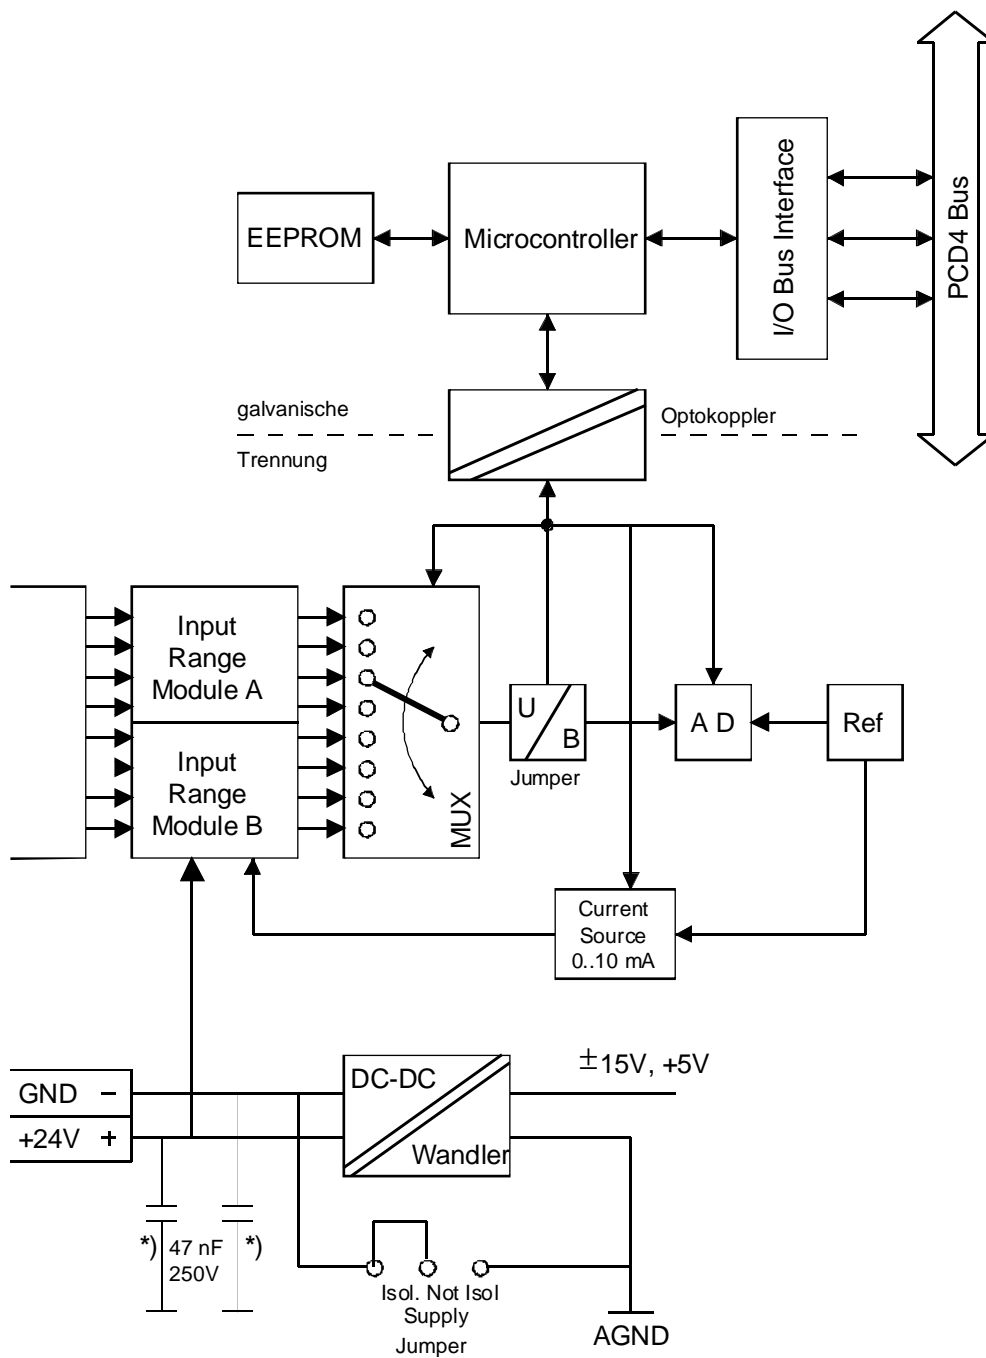 EEPROM
Microcontroller
I/O Bus Interface
PCD4 Bus
galvanische
Trennung
Optokoppler
Input
Range
Module A
Input
Range
Module B
MUX
U
B
Jumper
A D
Ref
Current
Source
0..10 mA
GND -
+24V +
DC-DC
Wandler
±15V, +5V
*)
47 nF
250V
*)
Isol. Not Isol
Supply
Jumper
AGND